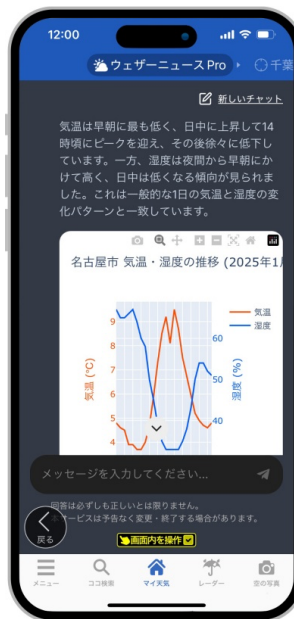 12:00
ウェザーニュース Pro
千葉
新しいチャット
気温は早朝に最も低く、日中に上昇して14
時頃にピークを迎え、その後徐々に低下し
ています。一方、湿度は夜間から早朝にか
けて高く、日中は低くなる傾向が見られま
した。これは一般的な1日の気温と湿度の変
化パターンと一致しています。
名古屋市 気温・湿度の推移 (2025年1月
気温
湿度
9
8
7
6
5
4
60
50
40
気温 (°C)
湿度 (%)
メッセージを入力してください...
回答は必ずしも正しいとは限りません。
サービスは予告なく変更・終了する場合があります。
戻る
画面内を操作
メニュー
ココ検索
マイ天気
レーダー
空の写真